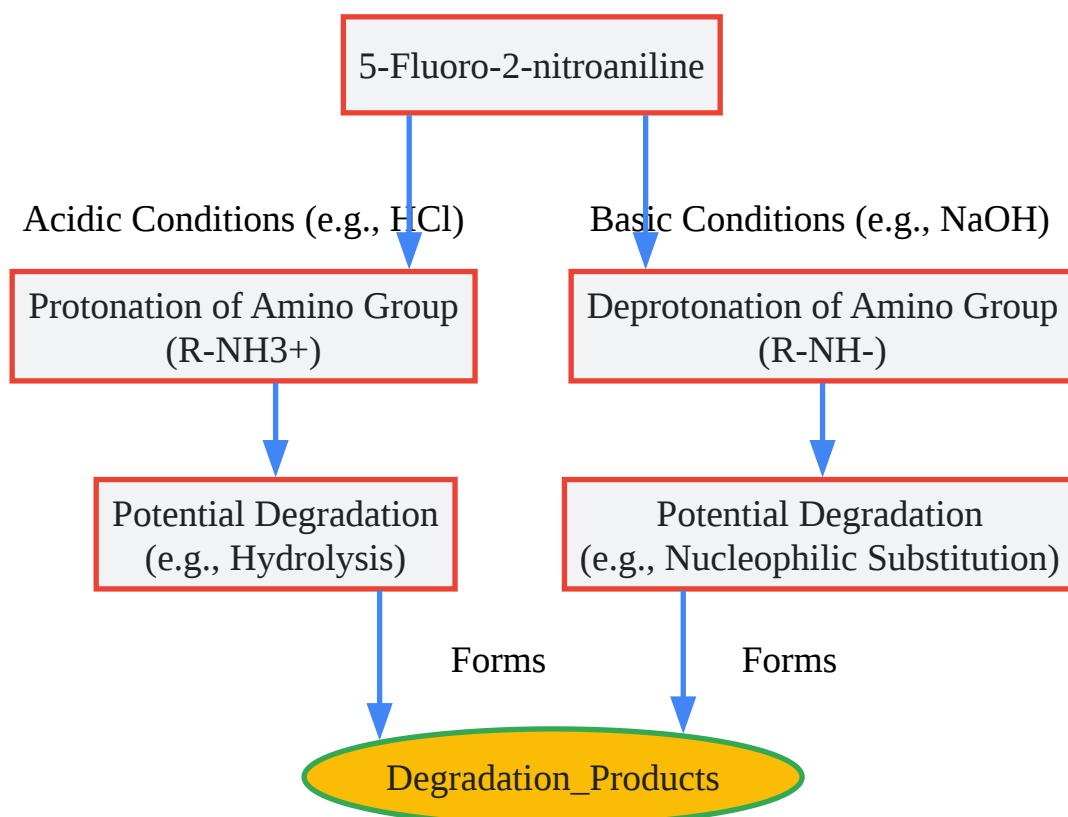 5-Fluoro-2-nitroaniline
Acidic Conditions (e.g., HCl)
Basic Conditions (e.g., NaOH)
Protonation of Amino Group
(R-NH3+)
Deprotonation of Amino Group
(R-NH-)
Potential Degradation
(e.g., Hydrolysis)
Potential Degradation
(e.g., Nucleophilic Substitution)
Forms
Forms
Degradation_Products